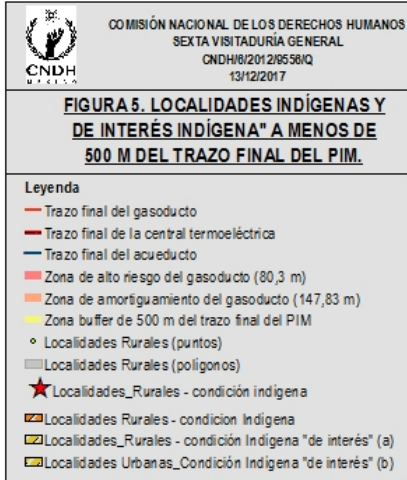 COMISIÓN NACIONAL DE LOS DERECHOS HUMANOS
SEXTA VISITADURÍA GENERAL
CNDH/6/2012/9556/Q
13/12/2017
CNDH
MÉXICO
FIGURA 5. LOCALIDADES INDÍGENAS Y
DE INTERÉS INDÍGENA" A MENOS DE
500 M DEL TRAZO FINAL DEL PIM.
Leyenda
Trazo final del gasoducto
Trazo final de la central termoeléctrica
Trazo final del acueducto
Zona de alto riesgo del gasoducto (80,3 m)
Zona de amortiguamiento del gasoducto (147,83 m)
Zona buffer de 500 m del trazo final del PIM
Localidades Rurales (puntos)
Localidades Rurales (polígonos)
Localidades_Rurales - condición indígena
Localidades Rurales - condicion Indígena
Localidades_Rurales - condición Indígena "de interés" (a)
Localidades Urbanas_Condición Indígena "de interés" (b)